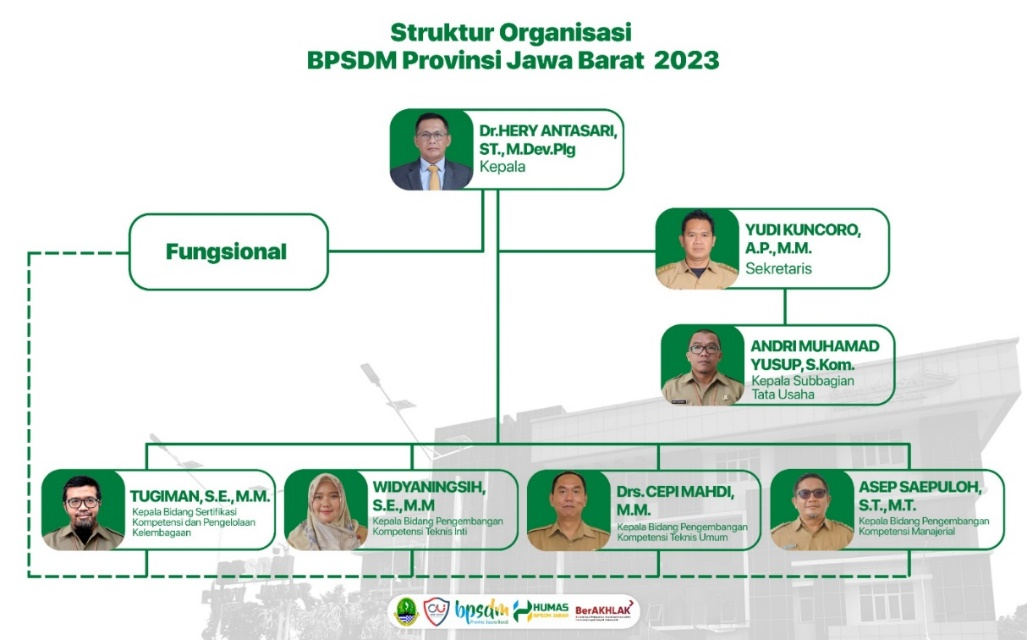 Struktur Organisasi
BPSDM Provinsi Jawa Barat 2023
Dr.HERY ANTASARI,
ST., M.Dev.Plg
Kepala
Fungsional
YUDI KUNCORO,
A.P., M.M.
Sekretaris
ANDRI MUHAMAD
YUSUP, S.Kom.
Kepala Subbagian
Tata Usaha
TUGIMAN, S.E., M.M.
Kepala Bidang Sertifikasi
Kompetensi dan Pengelolaan
Kelembagaan
WIDYANINGSIH,
S.E., M.M
Kepala Bidang Pengembangan
Kompetensi Teknis Inti
Drs. CEPI MAHDI,
M.M.
Kepala Bidang Pengembangan
Kompetensi Teknis Umum
ASEP SAEPULOH,
S.T., M.T.
Kepala Bidang Pengembangan
Kompetensi Manajerial
bpsdm
Provinsi Jawa Barat
HUMAS
BPSDM JABAR
BerAKHLAK